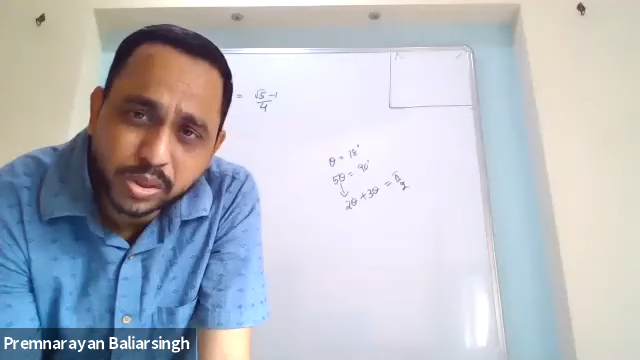 = √5-1/4
θ = 18°
5θ = 90°
2θ + 3θ = π/2
Premnarayan Baliarsingh